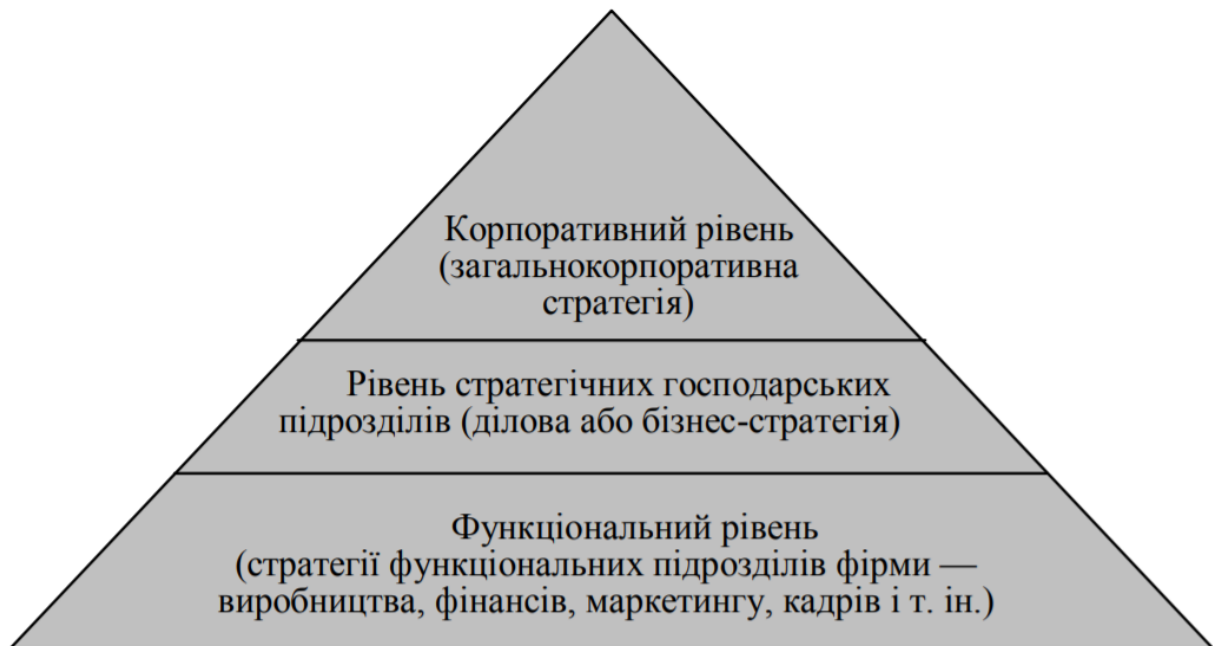 Корпоративний рівень
(загальнокорпоративна
стратегія)
Рівень стратегічних господарських
підрозділів (ділова або бізнес-стратегія)
Функціональний рівень
(стратегії функціональних підрозділів фірми —
виробництва, фінансів, маркетингу, кадрів і т. ін.)